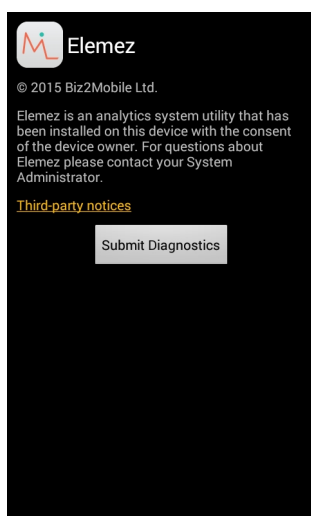 Elemez
© 2015 Biz2Mobile Ltd.
Elemez is an analytics system utility that has
been installed on this device with the consent
of the device owner. For questions about
Elemez please contact your System
Administrator.
Third-party notices
Submit Diagnostics